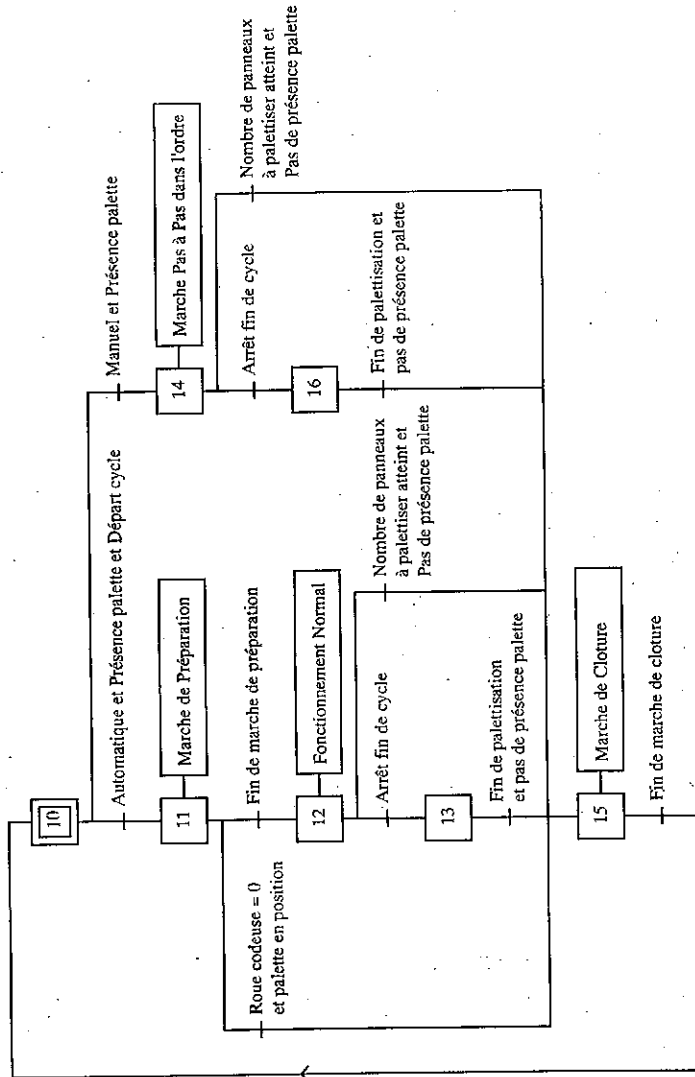 10
Automatique et Présence palette et Départ cycle
Manuel et Présence palette
11
Marche de Préparation
14
Marche Pas à Pas dans l'ordre
Roue codeuse = 0
et palette en position
Fin de marche de préparation
Arrêt fin de cycle
Nombre de panneaux
à palettiser atteint et
Pas de présence palette
12
Fonctionnement Normal
16
Arrêt fin de cycle
Nombre de panneaux
à palettiser atteint et
Pas de présence palette
Fin de palettisation et
pas de présence palette
13
Fin de palettisation
et pas de présence palette
15
Marche de Cloture
Fin de marche de cloture